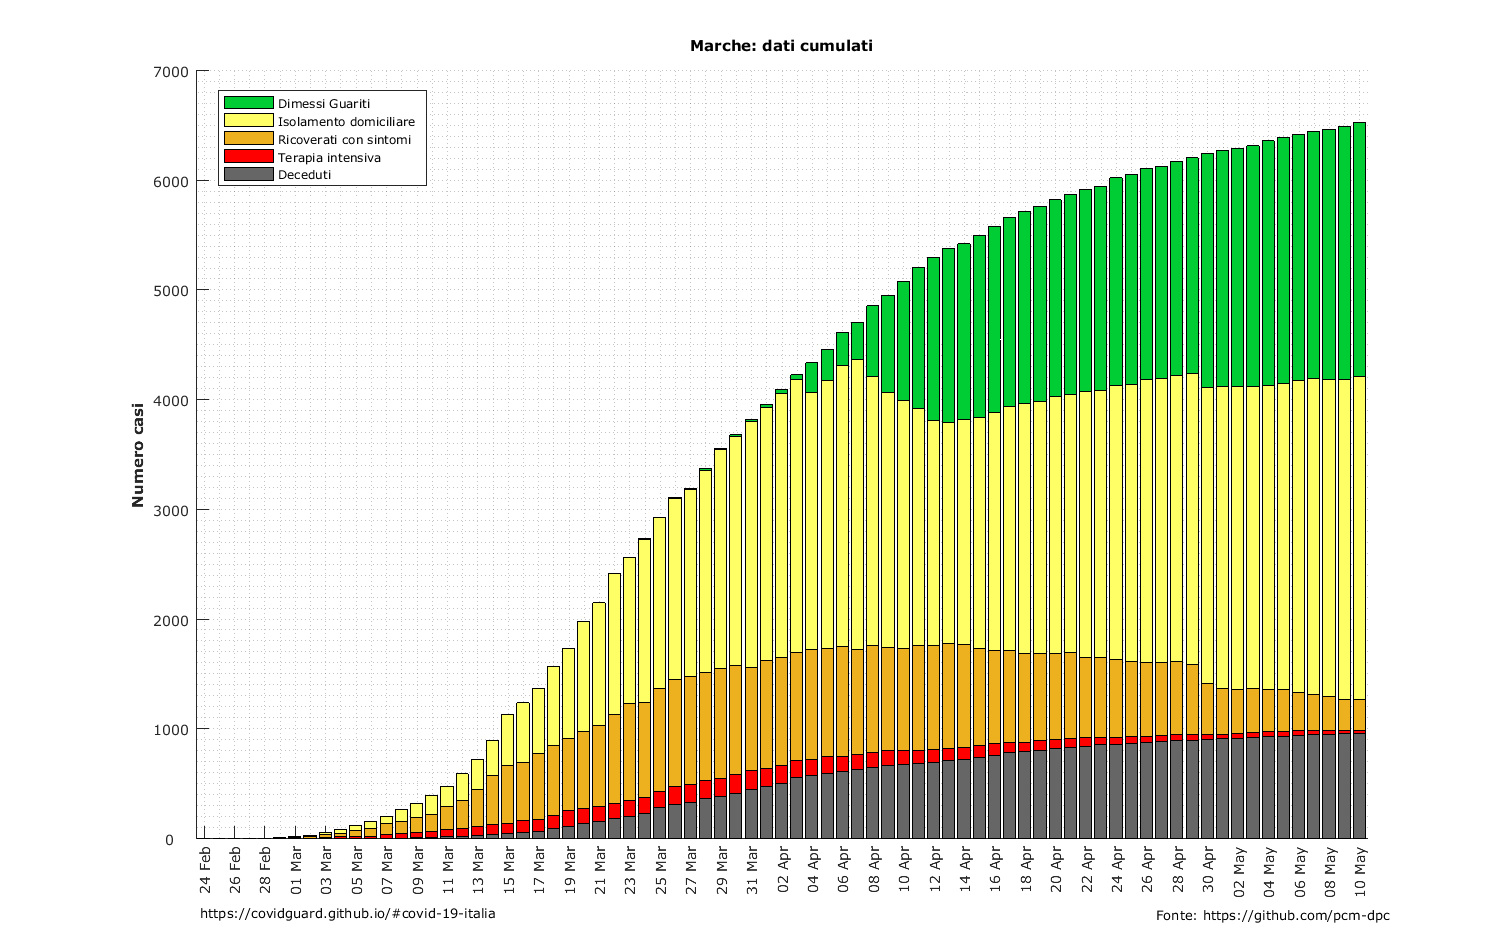 Marche: dati cumulati
7000
6000
5000
4000
3000
2000
1000
0
Numero casi
Dimessi Guariti
Isolamento domiciliare
Ricoverati con sintomi
Terapia intensiva
Deceduti
24 Feb
26 Feb
28 Feb
01 Mar
03 Mar
05 Mar
07 Mar
09 Mar
11 Mar
13 Mar
15 Mar
17 Mar
19 Mar
21 Mar
23 Mar
25 Mar
27 Mar
29 Mar
31 Mar
02 Apr
04 Apr
06 Apr
08 Apr
10 Apr
12 Apr
14 Apr
16 Apr
18 Apr
20 Apr
22 Apr
24 Apr
26 Apr
28 Apr
30 Apr
02 May
04 May
06 May
08 May
10 May
https://covidguard.github.io/#covid-19-italia
Fonte: https://github.com/pcm-dpc